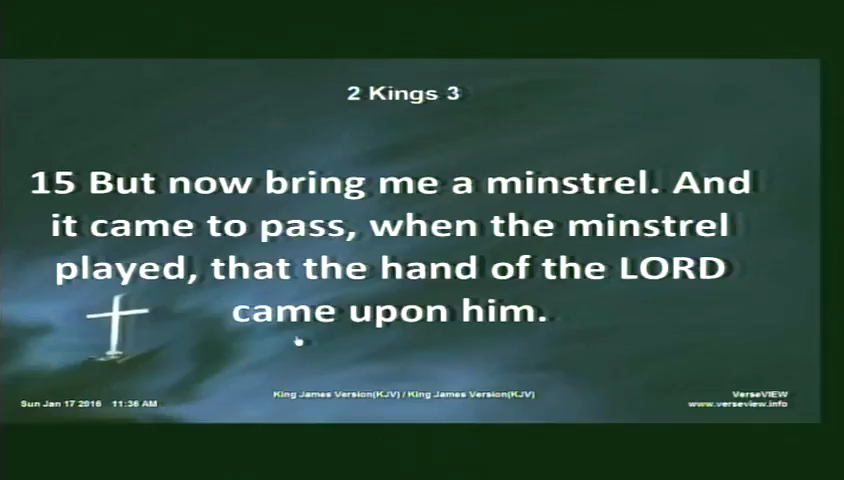 2 Kings 3
15 But now bring me a minstrel. And
it came to pass, when the minstrel
played, that the hand of the LORD
came upon him.
King James Version(KJV) / King James Version(KJV)
Sun Jan 17 2016 11:36 AM
VerseVIEW
www.verseview.info